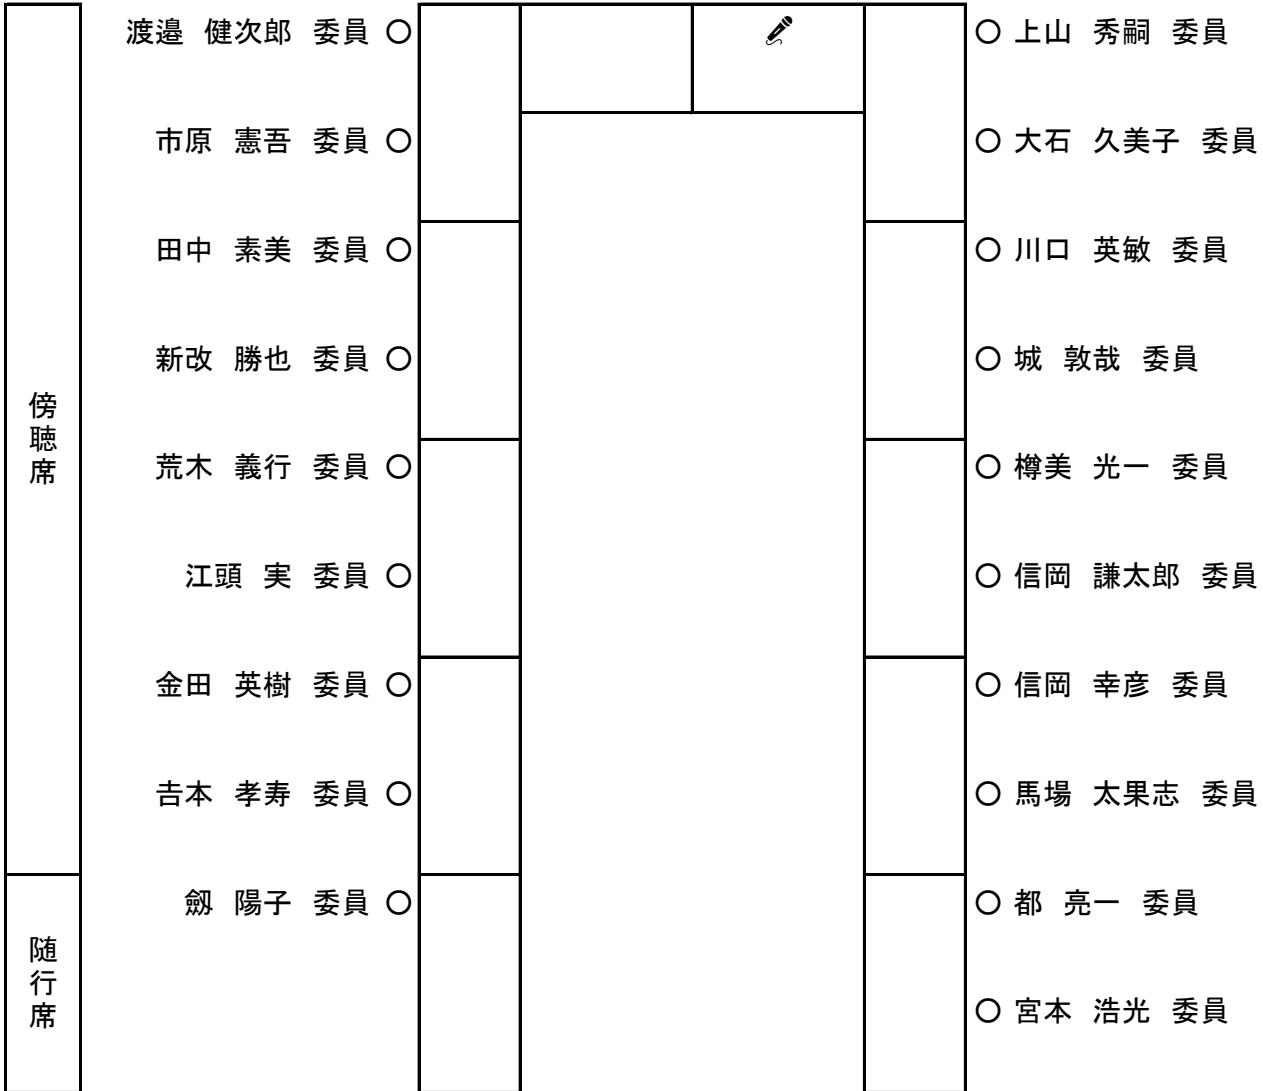 渡邉 健次郎 委員 ○
○ 上山 秀嗣 委員
市原 憲吾 委員 ○
○ 大石 久美子 委員
田中 素美 委員 ○
○ 川口 英敏 委員
新改 勝也 委員 ○
○ 城 敦哉 委員
傍聴席
荒木 義行 委員 ○
○ 樽美 光一 委員
江頭 実 委員 ○
○ 信岡 謙太郎 委員
金田 英樹 委員 ○
○ 信岡 幸彦 委員
𠮷本 孝寿 委員 ○
○ 馬場 太果志 委員
劔 陽子 委員 ○
○ 都 亮一 委員
随行席
○ 宮本 浩光 委員